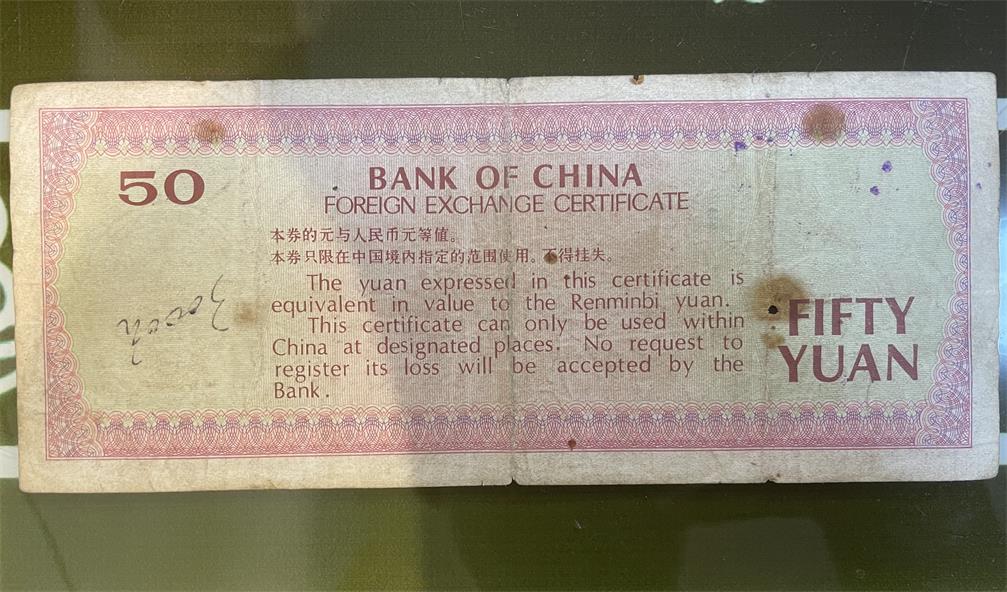 50
BANK OF CHINA
FOREIGN EXCHANGE CERTIFICATE
本券的元与人民币元等值。
本券只限在中国境内指定的范围使用。不得挂失。
The yuan expressed in this certificate is
equivalent in value to the Renminbi yuan.
This certificate can only be used within
China at designated places. No request to
register its loss will be accepted by the
Bank.
FIFTY
YUAN